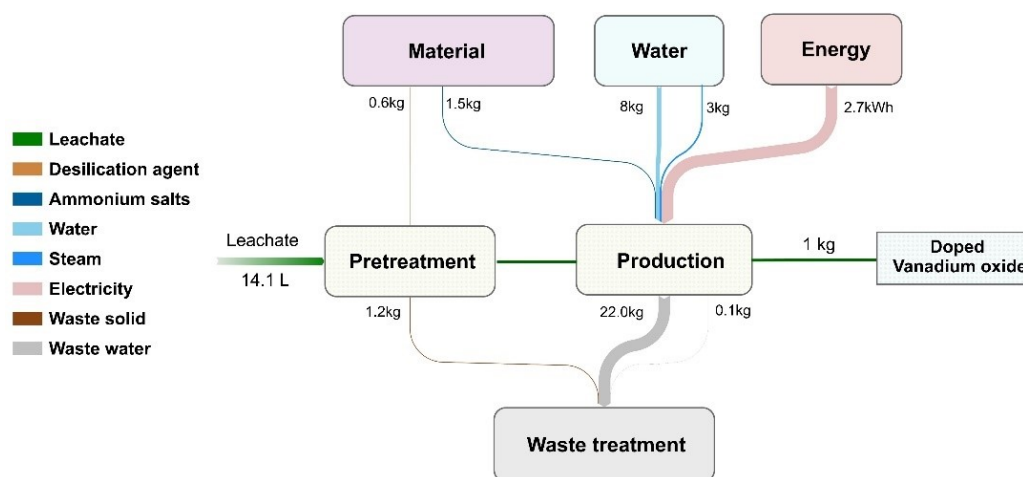 Material
Water
Energy
0.6kg
1.5kg
8kg
3kg
2.7kWh
Leachate
Desilication agent
Ammonium salts
Water
Steam
Electricity
Waste solid
Waste water
Leachate
14.1 L
Pretreatment
Production
1 kg
Doped
Vanadium oxide
1.2kg
22.0kg
0.1kg
Waste treatment